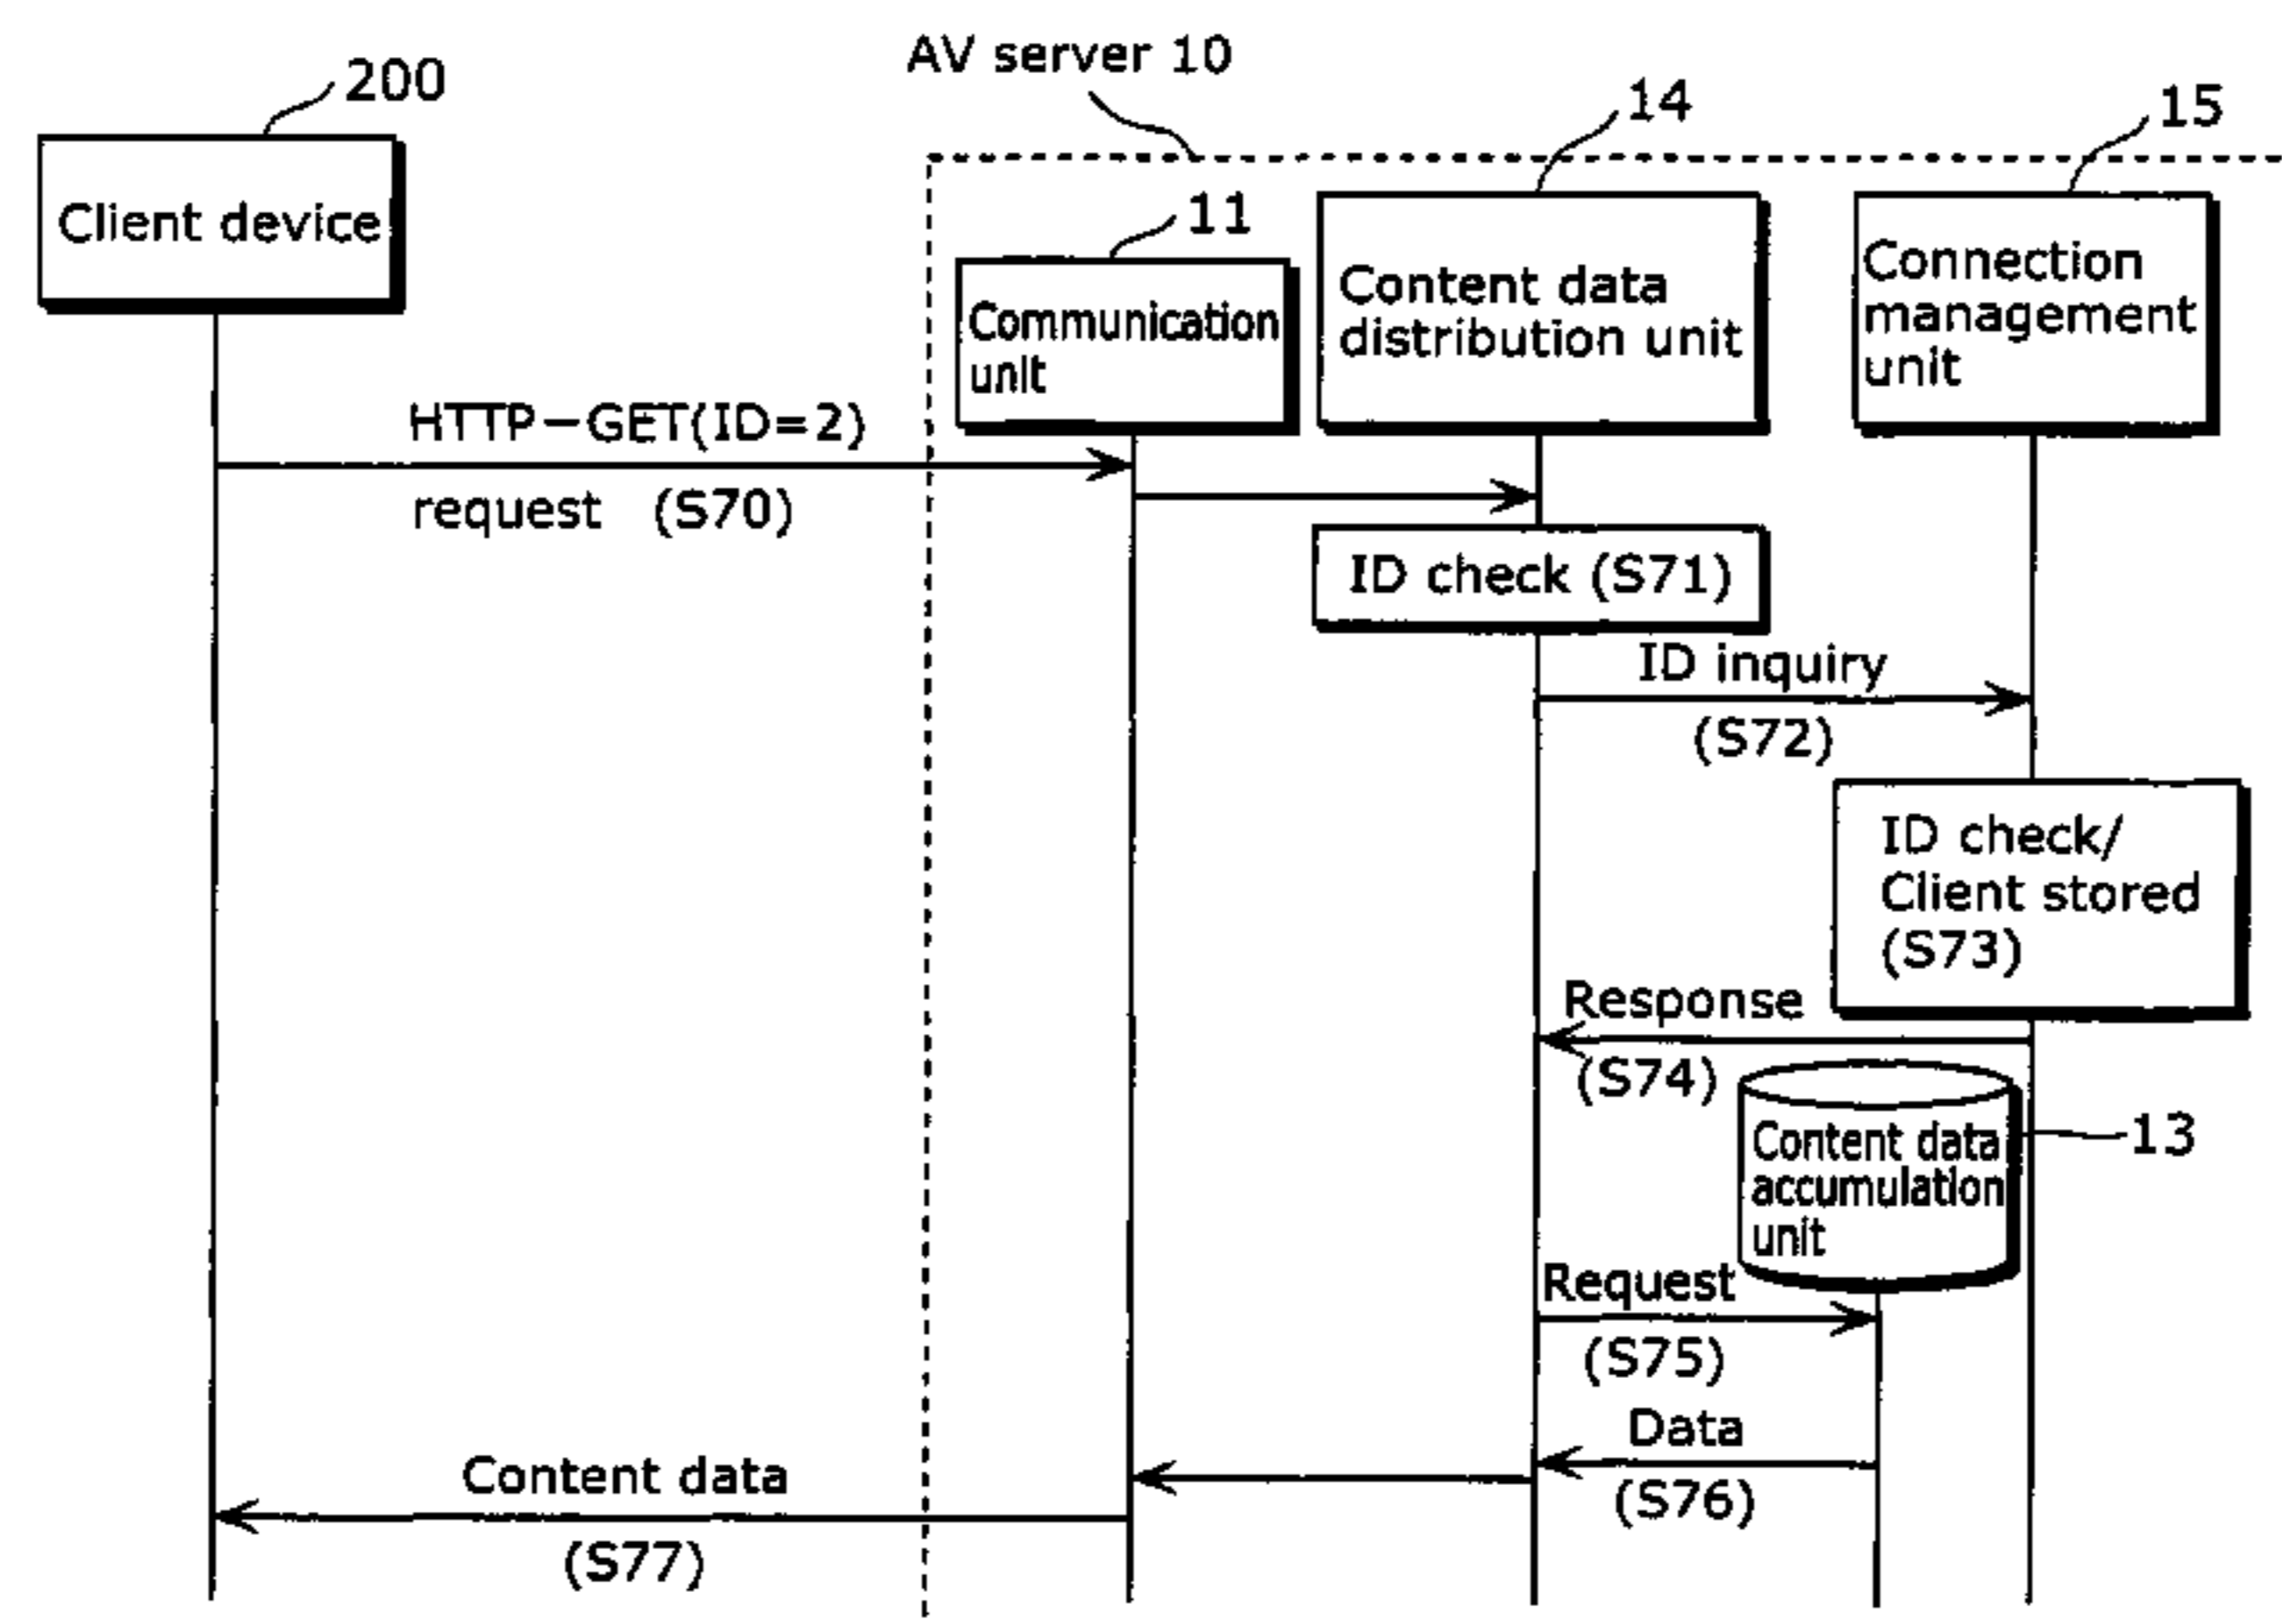 AV server 10
200
14
15
Client device
11
Communication
unit
Content data
distribution unit
Connection
management
unit
HTTP-GET(ID=2)
request (S70)
ID check (S71)
ID inquiry
(S72)
ID check/
Client stored
(S73)
Response
(S74)
Content data
accumulation
unit
13
Request
(S75)
Data
(S76)
Content data
(S77)